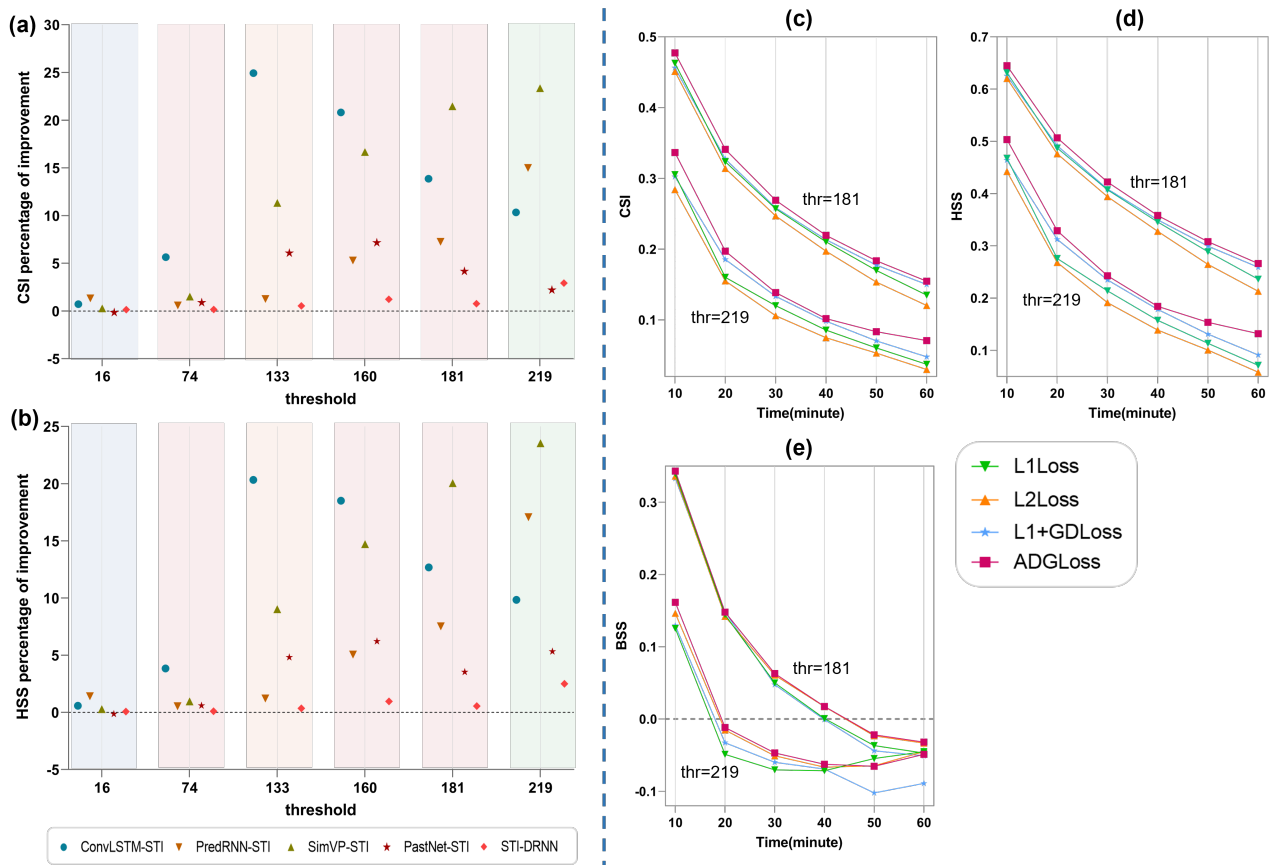 (a)
CSI percentage of improvement
30
25
20
15
10
5
0
-5
16 74 133 160 181 219
threshold
(b)
HSS percentage of improvement
25
20
15
10
5
0
-5
16 74 133 160 181 219
threshold
ConvLSTM-STI PredRNN-STI SimVP-STI PastNet-STI STI-DRNN
(c)
CSI
0.5
0.4
0.3
0.2
0.1
thr=181
thr=219
10 20 30 40 50 60
Time(minute)
(d)
HSS
0.7
0.6
0.5
0.4
0.3
0.2
0.1
thr=181
thr=219
10 20 30 40 50 60
Time(minute)
(e)
BSS
0.3
0.2
0.1
0.0
-0.1
thr=181
thr=219
10 20 30 40 50 60
Time(minute)
L1Loss
L2Loss
L1+GDLoss
ADGLoss